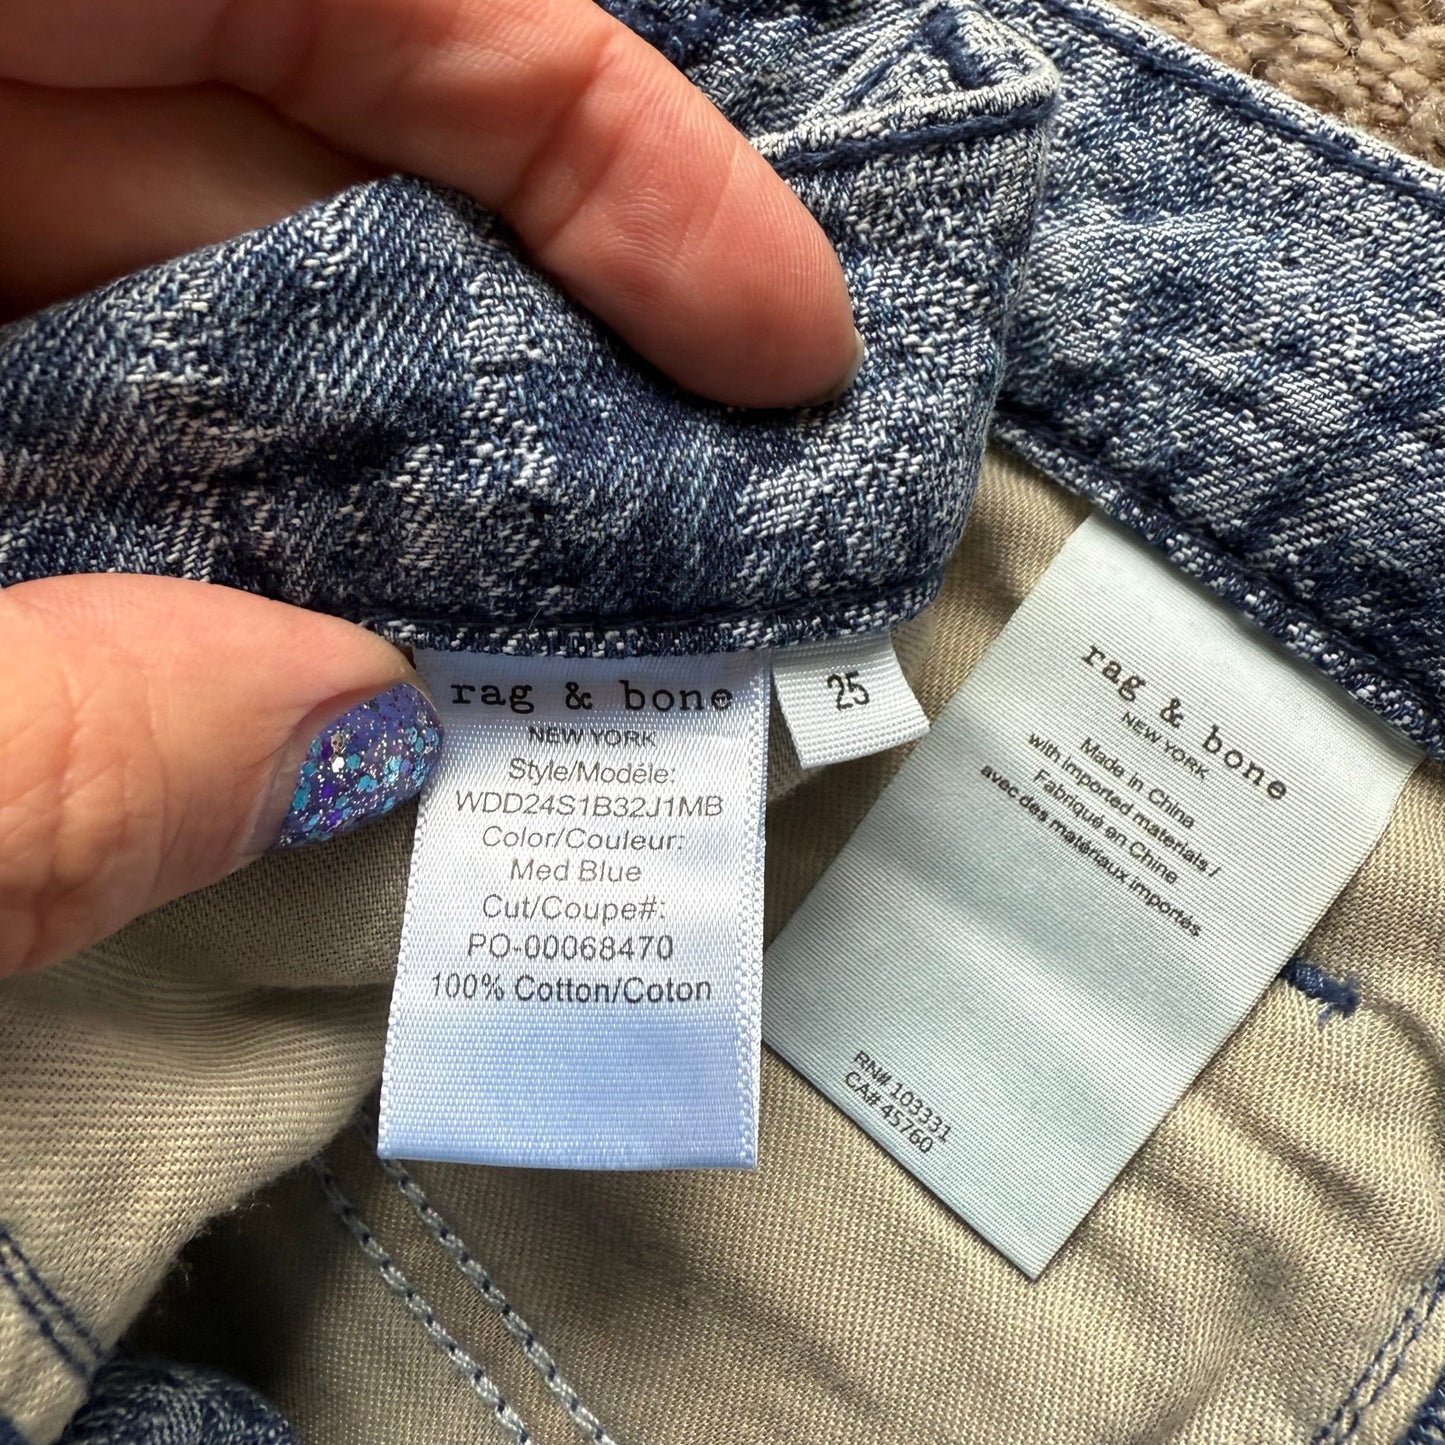 rag & bone
NEW YORK
Style/Modéle:
WDD24S1B32J1MB
Color/Couleur:
Med Blue
Cut/Coupe#:
PO-00068470
100% Cotton/Coton
25
rag & bone
NEW YORK
Made in China
with imported materials /
Fabriqué en Chine
avec des matériaux importés
RN# 103331
CA# 45760